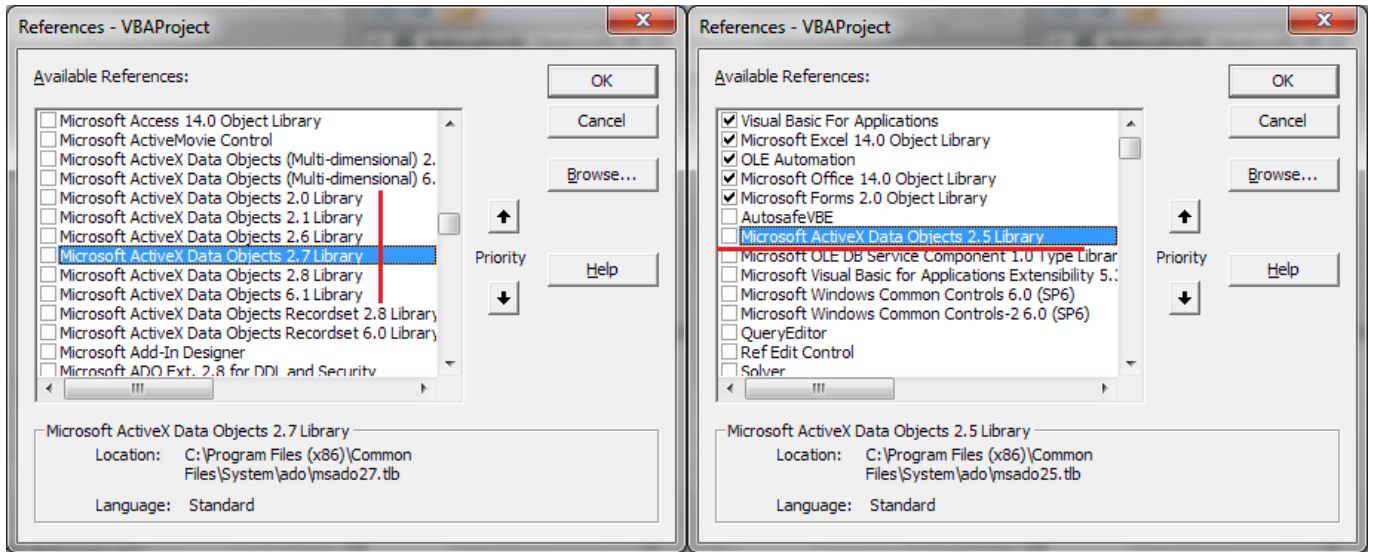 References - VBAProject
Available References:
Microsoft Access 14.0 Object Library
Microsoft ActiveMovie Control
Microsoft ActiveX Data Objects (Multi-dimensional) 2.
Microsoft ActiveX Data Objects (Multi-dimensional) 6.
Microsoft ActiveX Data Objects 2.0 Library
Microsoft ActiveX Data Objects 2.1 Library
Microsoft ActiveX Data Objects 2.6 Library
Microsoft ActiveX Data Objects 2.7 Library
Microsoft ActiveX Data Objects 2.8 Library
Microsoft ActiveX Data Objects 6.1 Library
Microsoft ActiveX Data Objects Recordset 2.8 Library
Microsoft ActiveX Data Objects Recordset 6.0 Library
Microsoft Add-In Designer
Microsoft ADO Ext. 2.8 for DDL and Security
OK
Cancel
Browse...
Priority
Help
Microsoft ActiveX Data Objects 2.7 Library
Location: C:\Program Files (x86)\Common
Files\System\ado\msado27.tlb
Language: Standard
References - VBAProject
Available References:
Visual Basic For Applications
Microsoft Excel 14.0 Object Library
OLE Automation
Microsoft Office 14.0 Object Library
Microsoft Forms 2.0 Object Library
AutosafeVBE
Microsoft ActiveX Data Objects 2.5 Library
Microsoft OLE DB Service Component 1.0 Type Librar
Microsoft Visual Basic for Applications Extensibility 5.
Microsoft Windows Common Controls 6.0 (SP6)
Microsoft Windows Common Controls-2 6.0 (SP6)
QueryEditor
Ref Edit Control
Solver
OK
Cancel
Browse...
Priority
Help
Microsoft ActiveX Data Objects 2.5 Library
Location: C:\Program Files (x86)\Common
Files\System\ado\msado25.tlb
Language: Standard